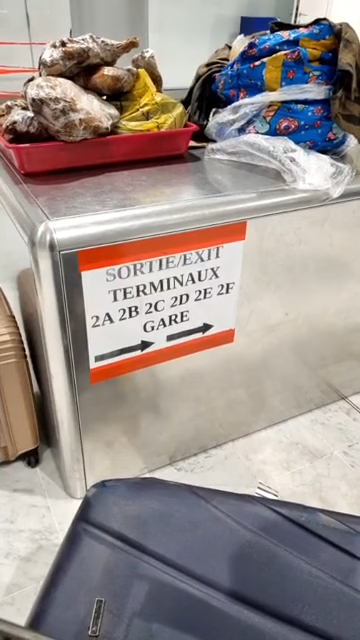 SORTIE/EXIT
TERMINAUX
2A 2B 2C 2D 2E 2F
GARE